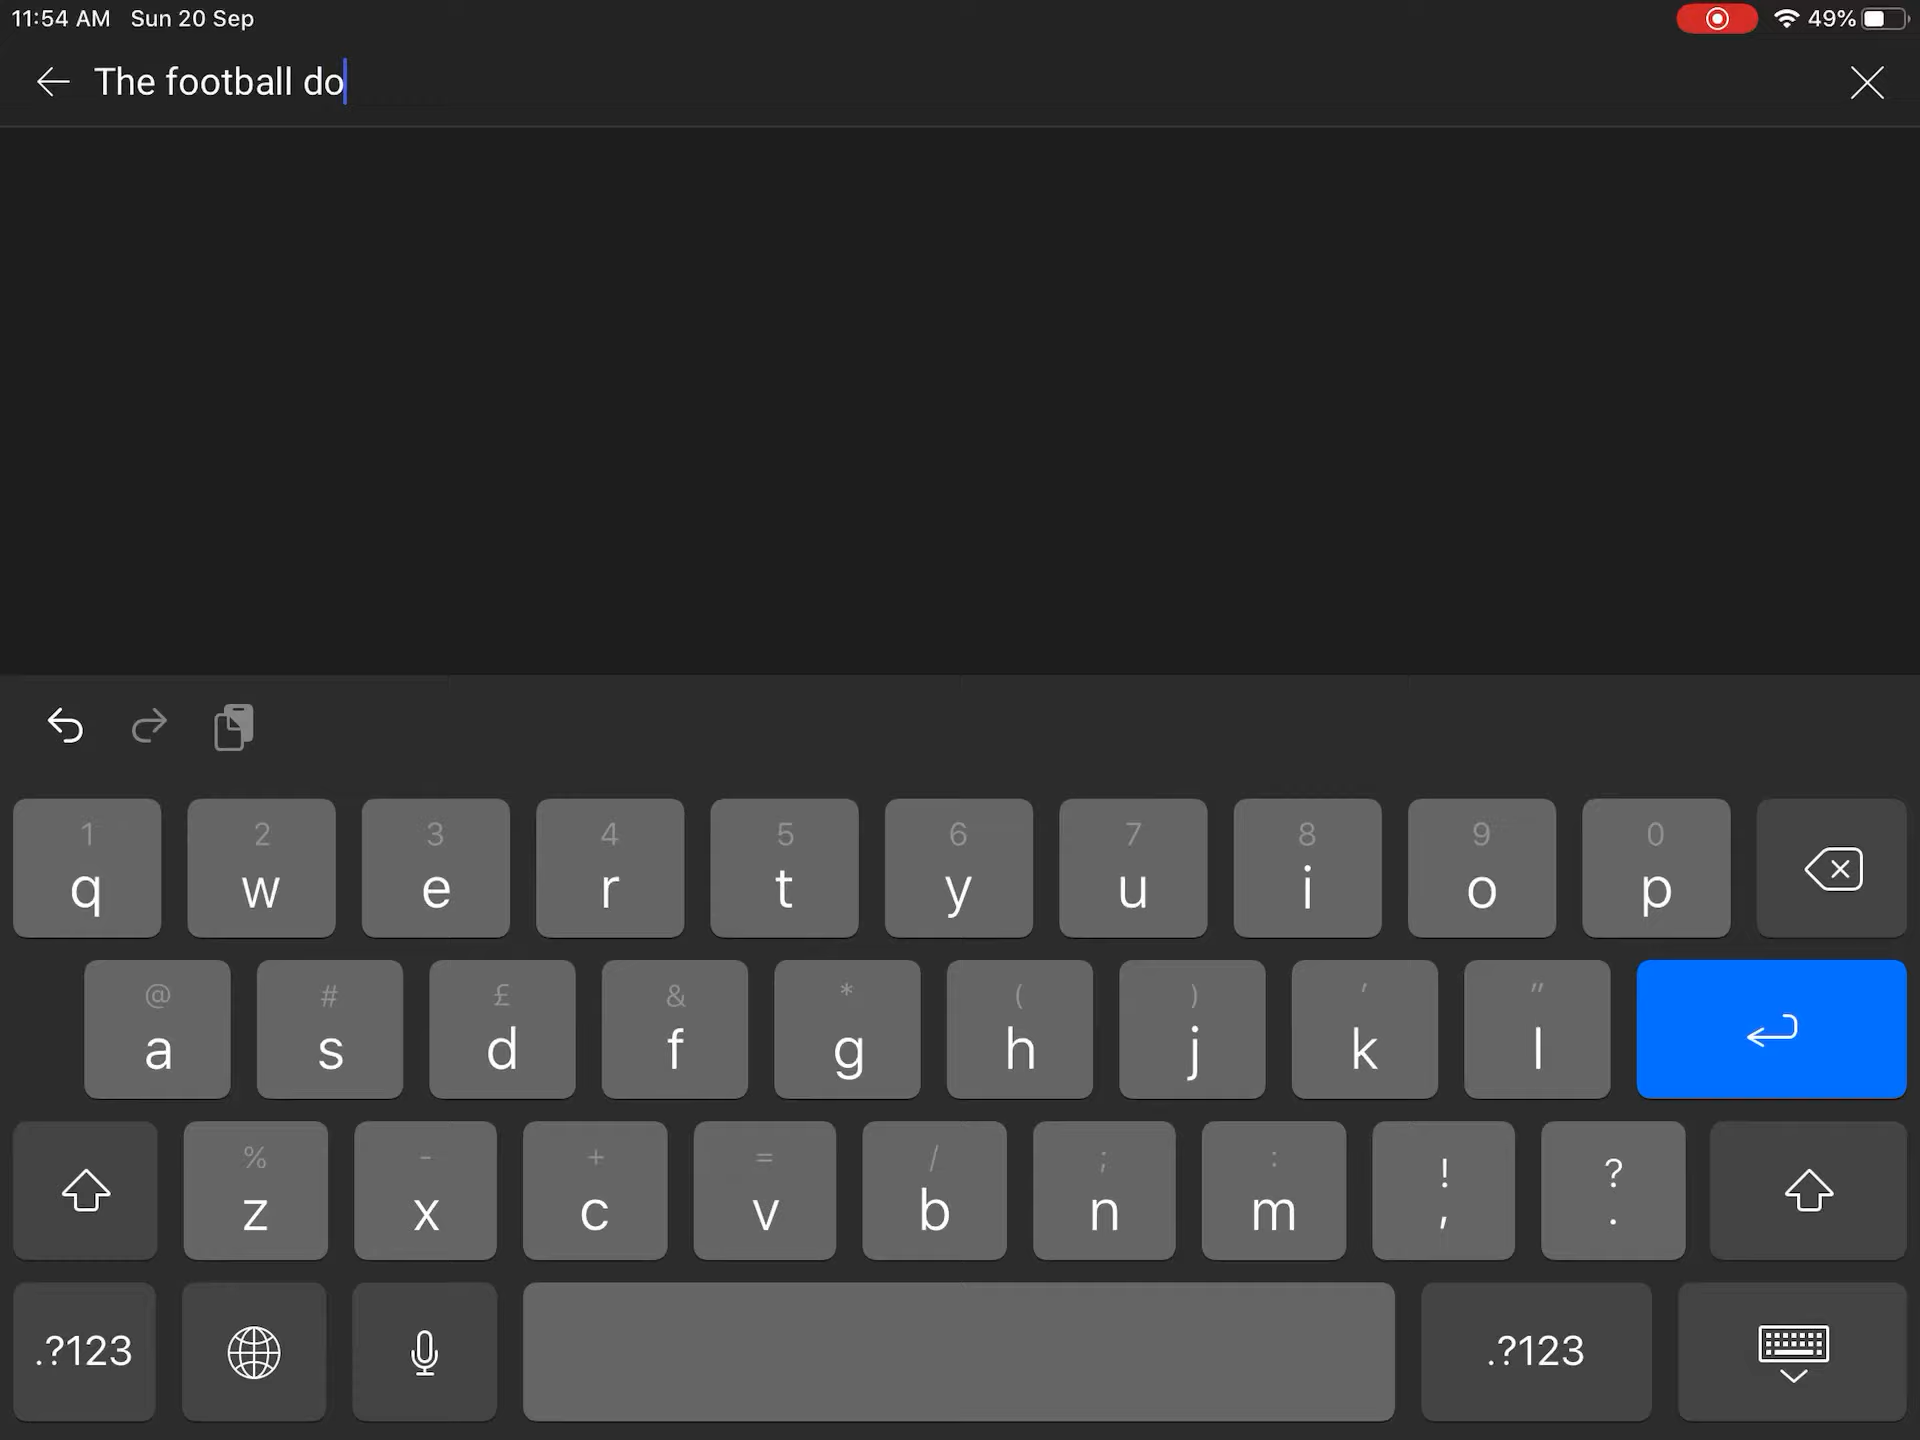 11:54 AM Sun 20 Sep 49%
The football do
1 2 3 4 5 6 7 8 9 0
q w e r t y u i o p
@ # £ & * ( ) ' "
a s d f g h j k l
% - + = / ; : ! ?
z x c v b n m , .
.?123 .?123